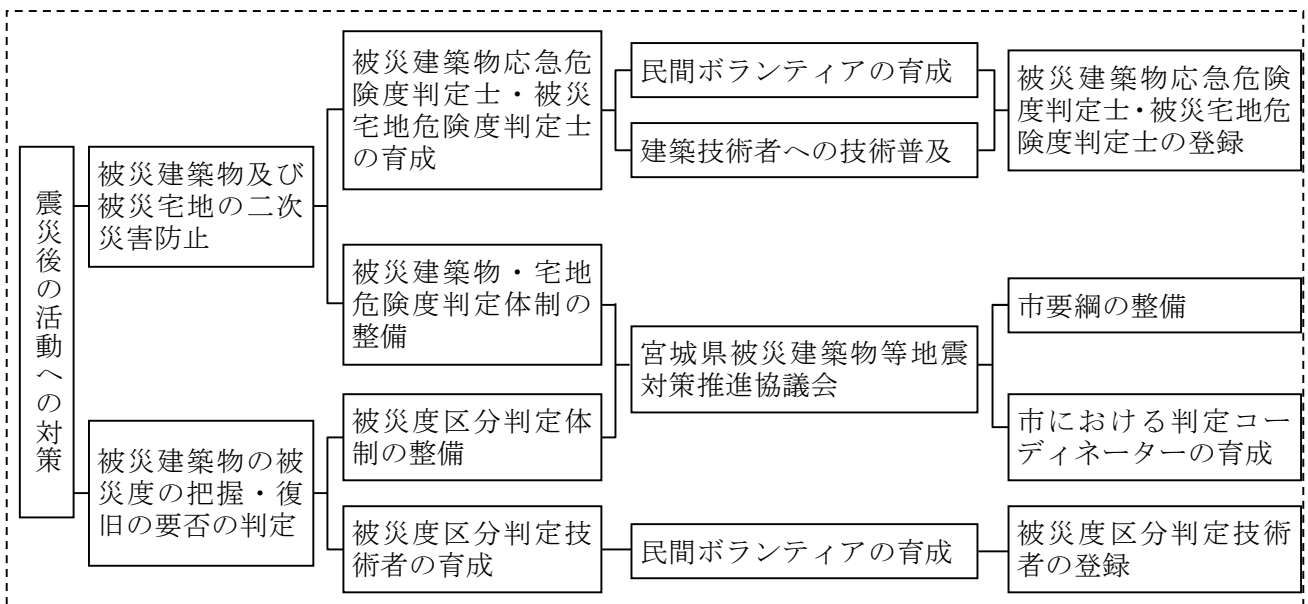 震災後の活動への対策
被災建築物及び
被災宅地の二次
災害防止
被災建築物応急危
険度判定士・被災
宅地危険度判定士
の育成
民間ボランティアの育成
建築技術者への技術普及
被災建築物応急危
険度判定士・被災宅地危
険度判定士の登録
被災建築物・宅地
危険度判定体制の
整備
宮城県被災建築物等地震
対策推進協議会
市要綱の整備
市における判定コー
ディネーターの育成
被災建築物の被
災度の把握・復
旧の要否の判定
被災度区分判定体
制の整備
被災度区分判定技
術者の育成
民間ボランティアの育成
被災度区分判定技術
者の登録